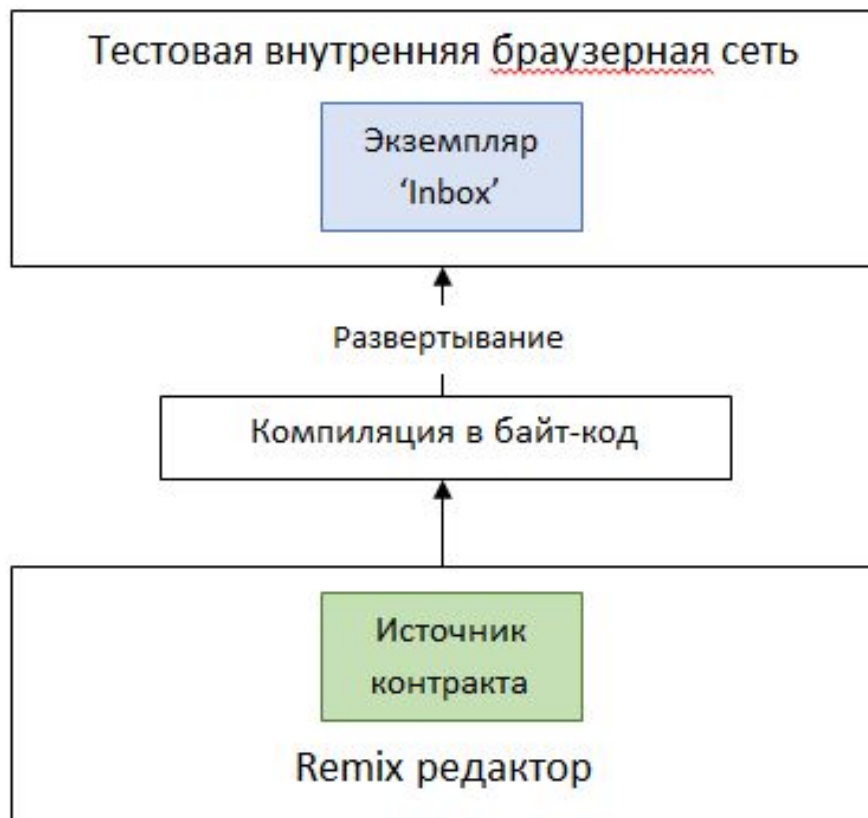 Тестовая внутренняя браузерная сеть
Экземпляр
‘Inbox’
Развертывание
Компиляция в байт-код
Источник
контракта
Remix редактор